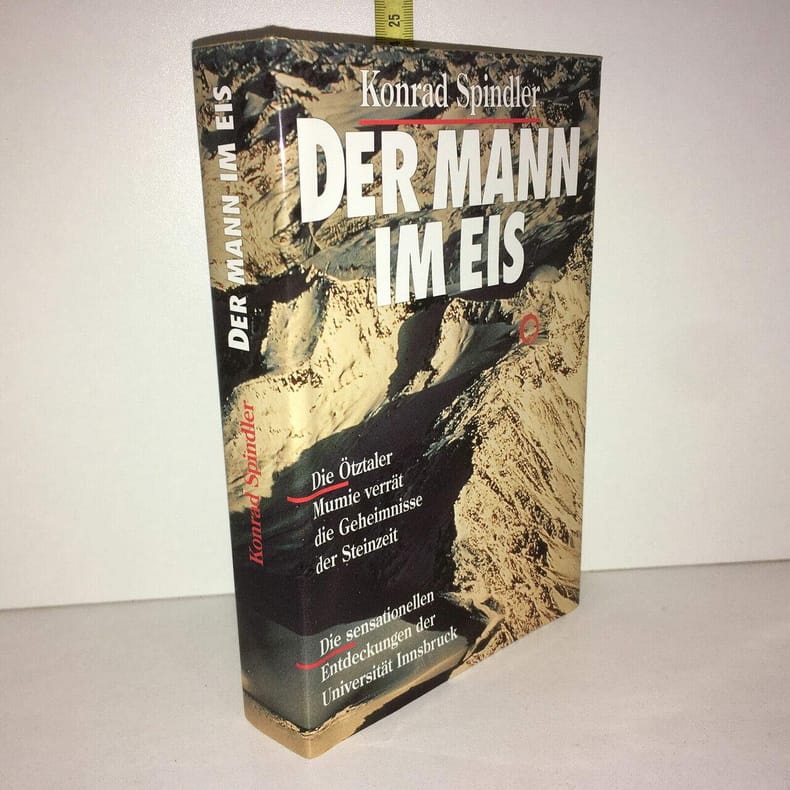 25
Konrad Spindler
DER MANN
IM EIS
Die Ötztaler
Mumie verrät
die Geheimnisse
der Steinzeit
Die sensationellen
Entdeckungen der
Universität Innsbruck
DER MANN IM EIS
Konrad Spindler